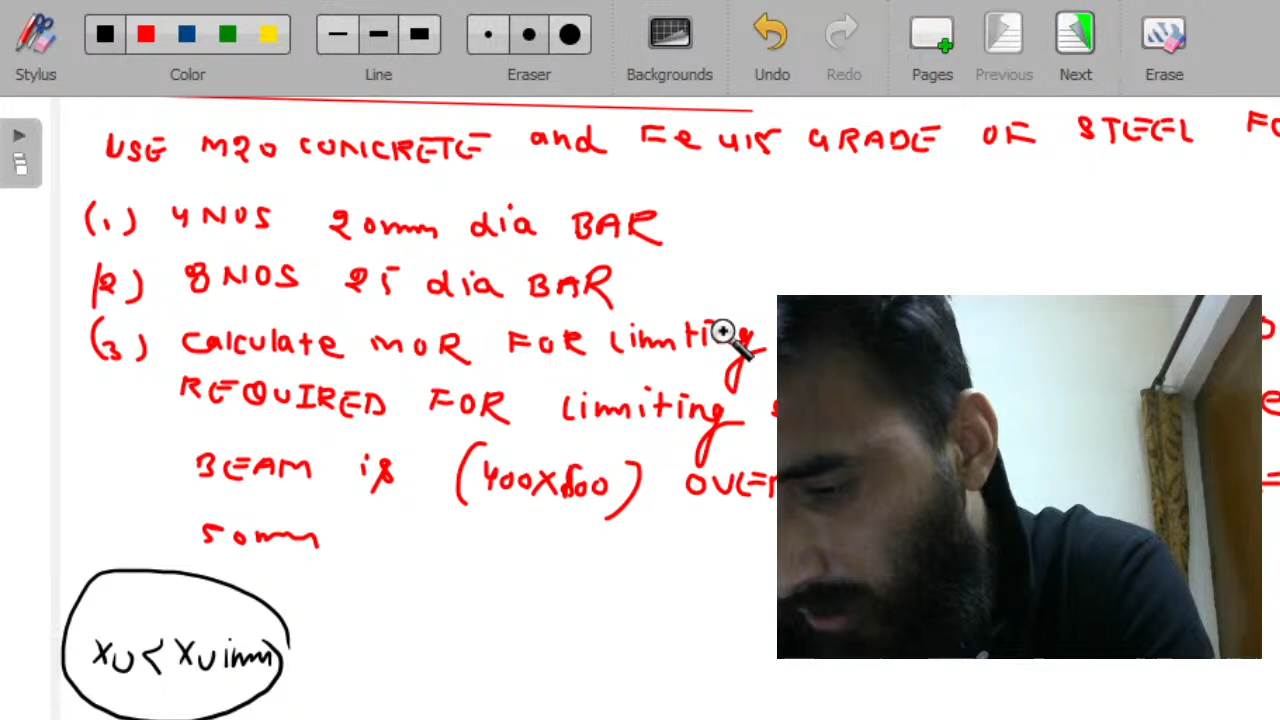 Stylus
Color
Line
Eraser
Backgrounds
Undo
Redo
Pages
Previous
Next
Erase
USE M20 CONCRETE and Fe 415 GRADE OF STEEL FO
(1.) 4 NOS 20mm dia BAR
(2) 8 NOS 25 dia BAR
(3) Calculate MOR FOR limiting
REQUIRED FOR limiting
BEAM is (400X600) OVER
50mm
XU < XUlim